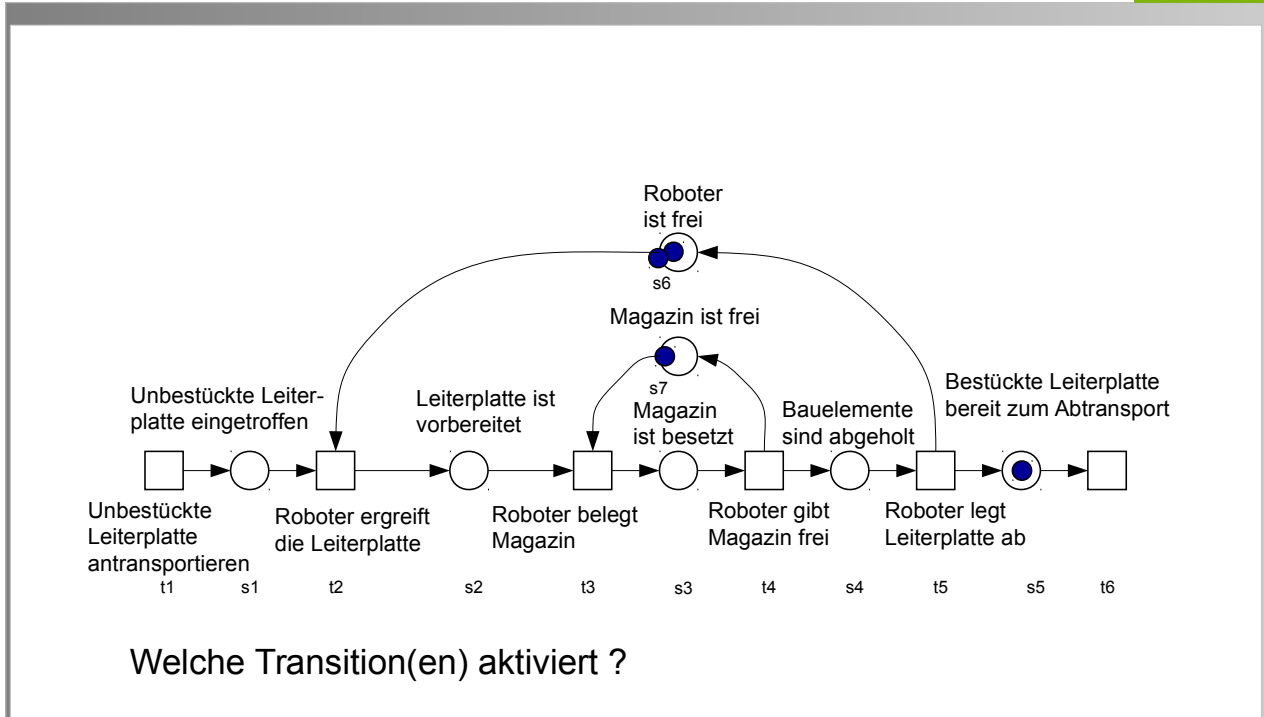 Roboter
ist frei
s6
Magazin ist frei
s7
Unbestückte Leiter-
platte eingetroffen
Leiterplatte ist
vorbereitet
Magazin
ist besetzt
Bauelemente
sind abgeholt
Bestückte Leiterplatte
bereit zum Abtransport
Unbestückte
Leiterplatte
antransportieren
Roboter ergreift
die Leiterplatte
Roboter belegt
Magazin
Roboter gibt
Magazin frei
Roboter legt
Leiterplatte ab
t1 s1 t2 s2 t3 s3 t4 s4 t5 s5 t6
Welche Transition(en) aktiviert ?